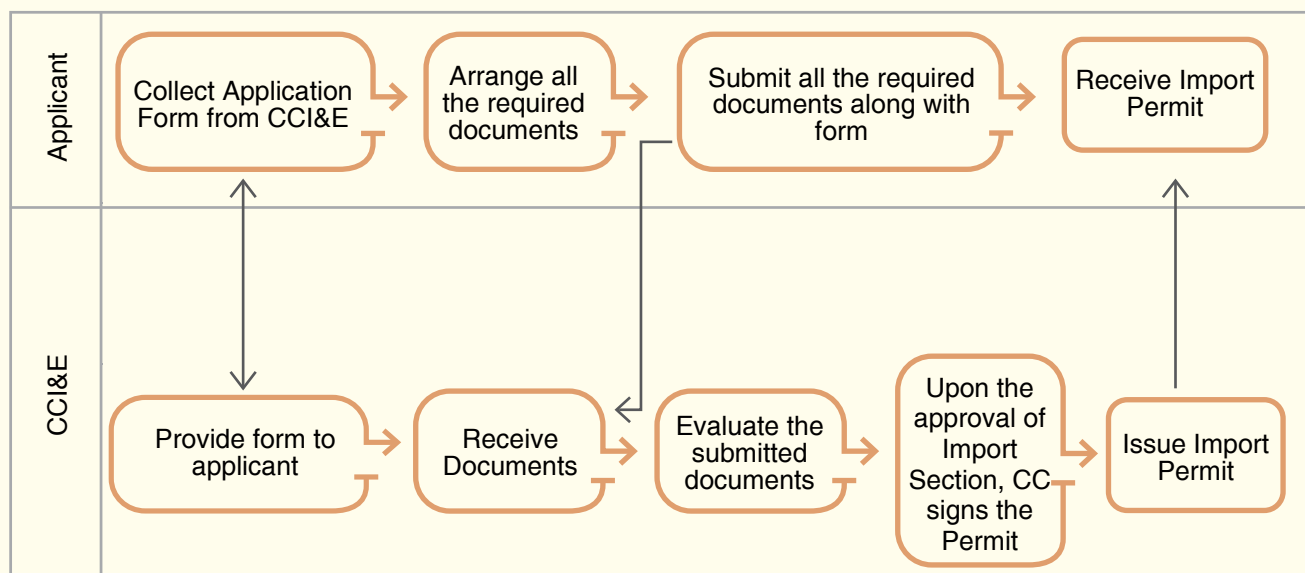 Applicant
Collect Application
Form from CCI&E
Arrange all
the required
documents
Submit all the required
documents along with
form
Receive Import
Permit
CCI&E
Provide form to
applicant
Receive
Documents
Evaluate the
submitted
documents
Upon the
approval of
Import
Section, CC
signs the
Permit
Issue Import
Permit